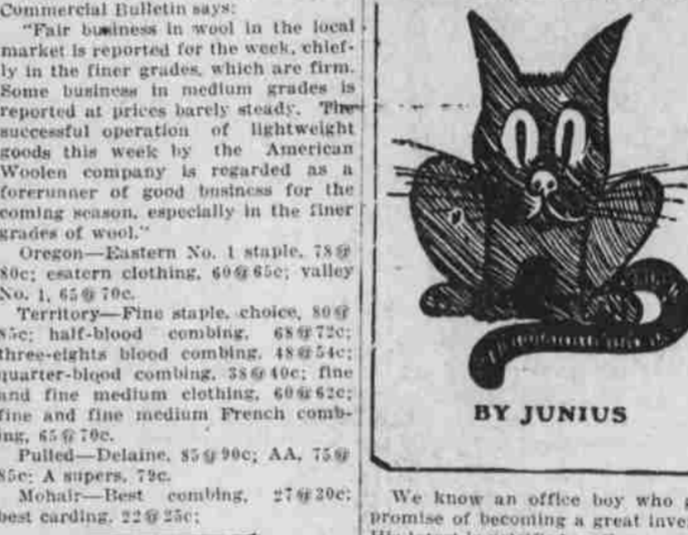 Commercial Bulletin says:
"Fair business in wool in the local
market is reported for the week, chief-
ly in the finer grades, which are firm.
Some business in medium grades is
reported at prices barely steady. The
successful operation of lightweight
goods this week by the American
Woolen company is regarded as a
forerunner of good business for the
coming season, especially in the finer
grades of wool."
Oregon—Eastern No. 1 staple, 78@
80c; esatern clothing, 60@65c; valley
No. 1, 65@70c.
Territory—Fine staple, choice, 80@
85c; half-blood combing, 68@72c;
three-eights blood combing, 48@54c;
quarter-blood combing, 38@40c; fine
and fine medium clothing, 60@62c;
fine and fine medium French comb-
ing, 65@70c.
Pulled—Delaine, 85@90c; AA, 75@
85c; A supers, 79c.
Mohair—Best combing, 27@30c;
best carding, 22@25c;
BY JUNIUS
We know an office boy who
promise of becoming a great inve